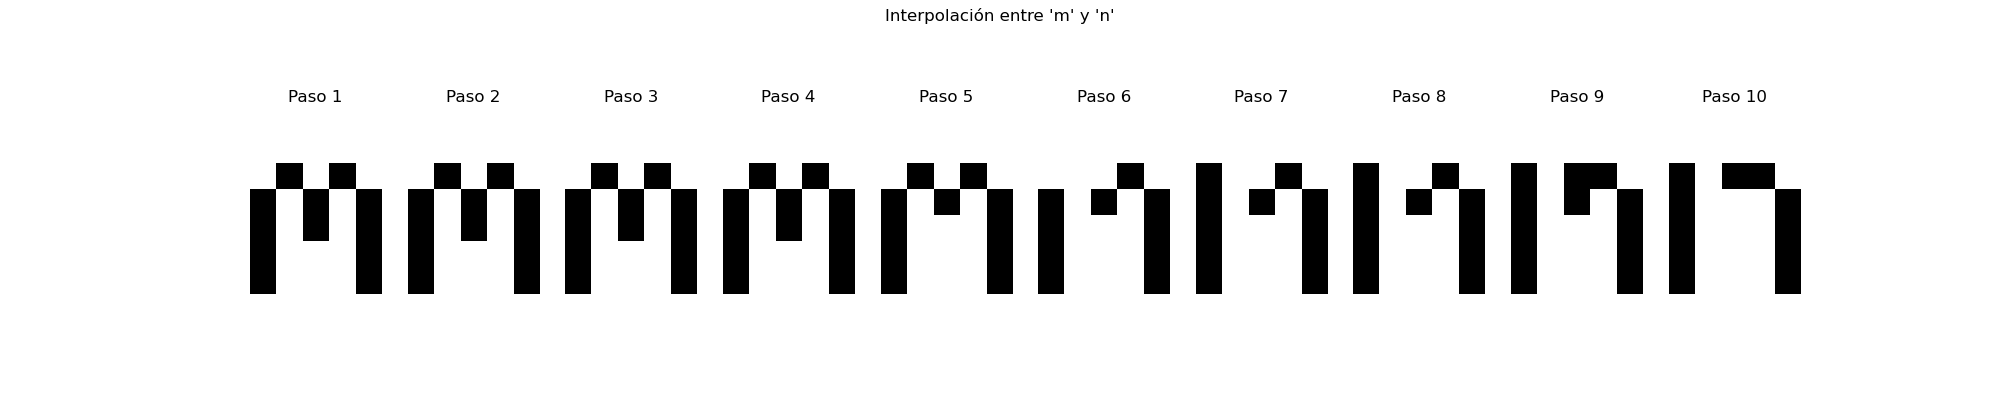 Interpolación entre 'm' y 'n'
Paso 1 Paso 2 Paso 3 Paso 4 Paso 5 Paso 6 Paso 7 Paso 8 Paso 9 Paso 10